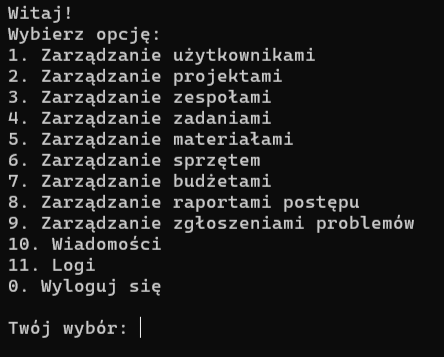 Witaj!
Wybierz opcję:
1. Zarządzanie użytkownikami
2. Zarządzanie projektami
3. Zarządzanie zespołami
4. Zarządzanie zadaniami
5. Zarządzanie materiałami
6. Zarządzanie sprzętem
7. Zarządzanie budżetami
8. Zarządzanie raportami postępu
9. Zarządzanie zgłoszeniami problemów
10. Wiadomości
11. Logi
0. Wyloguj się
Twój wybór: